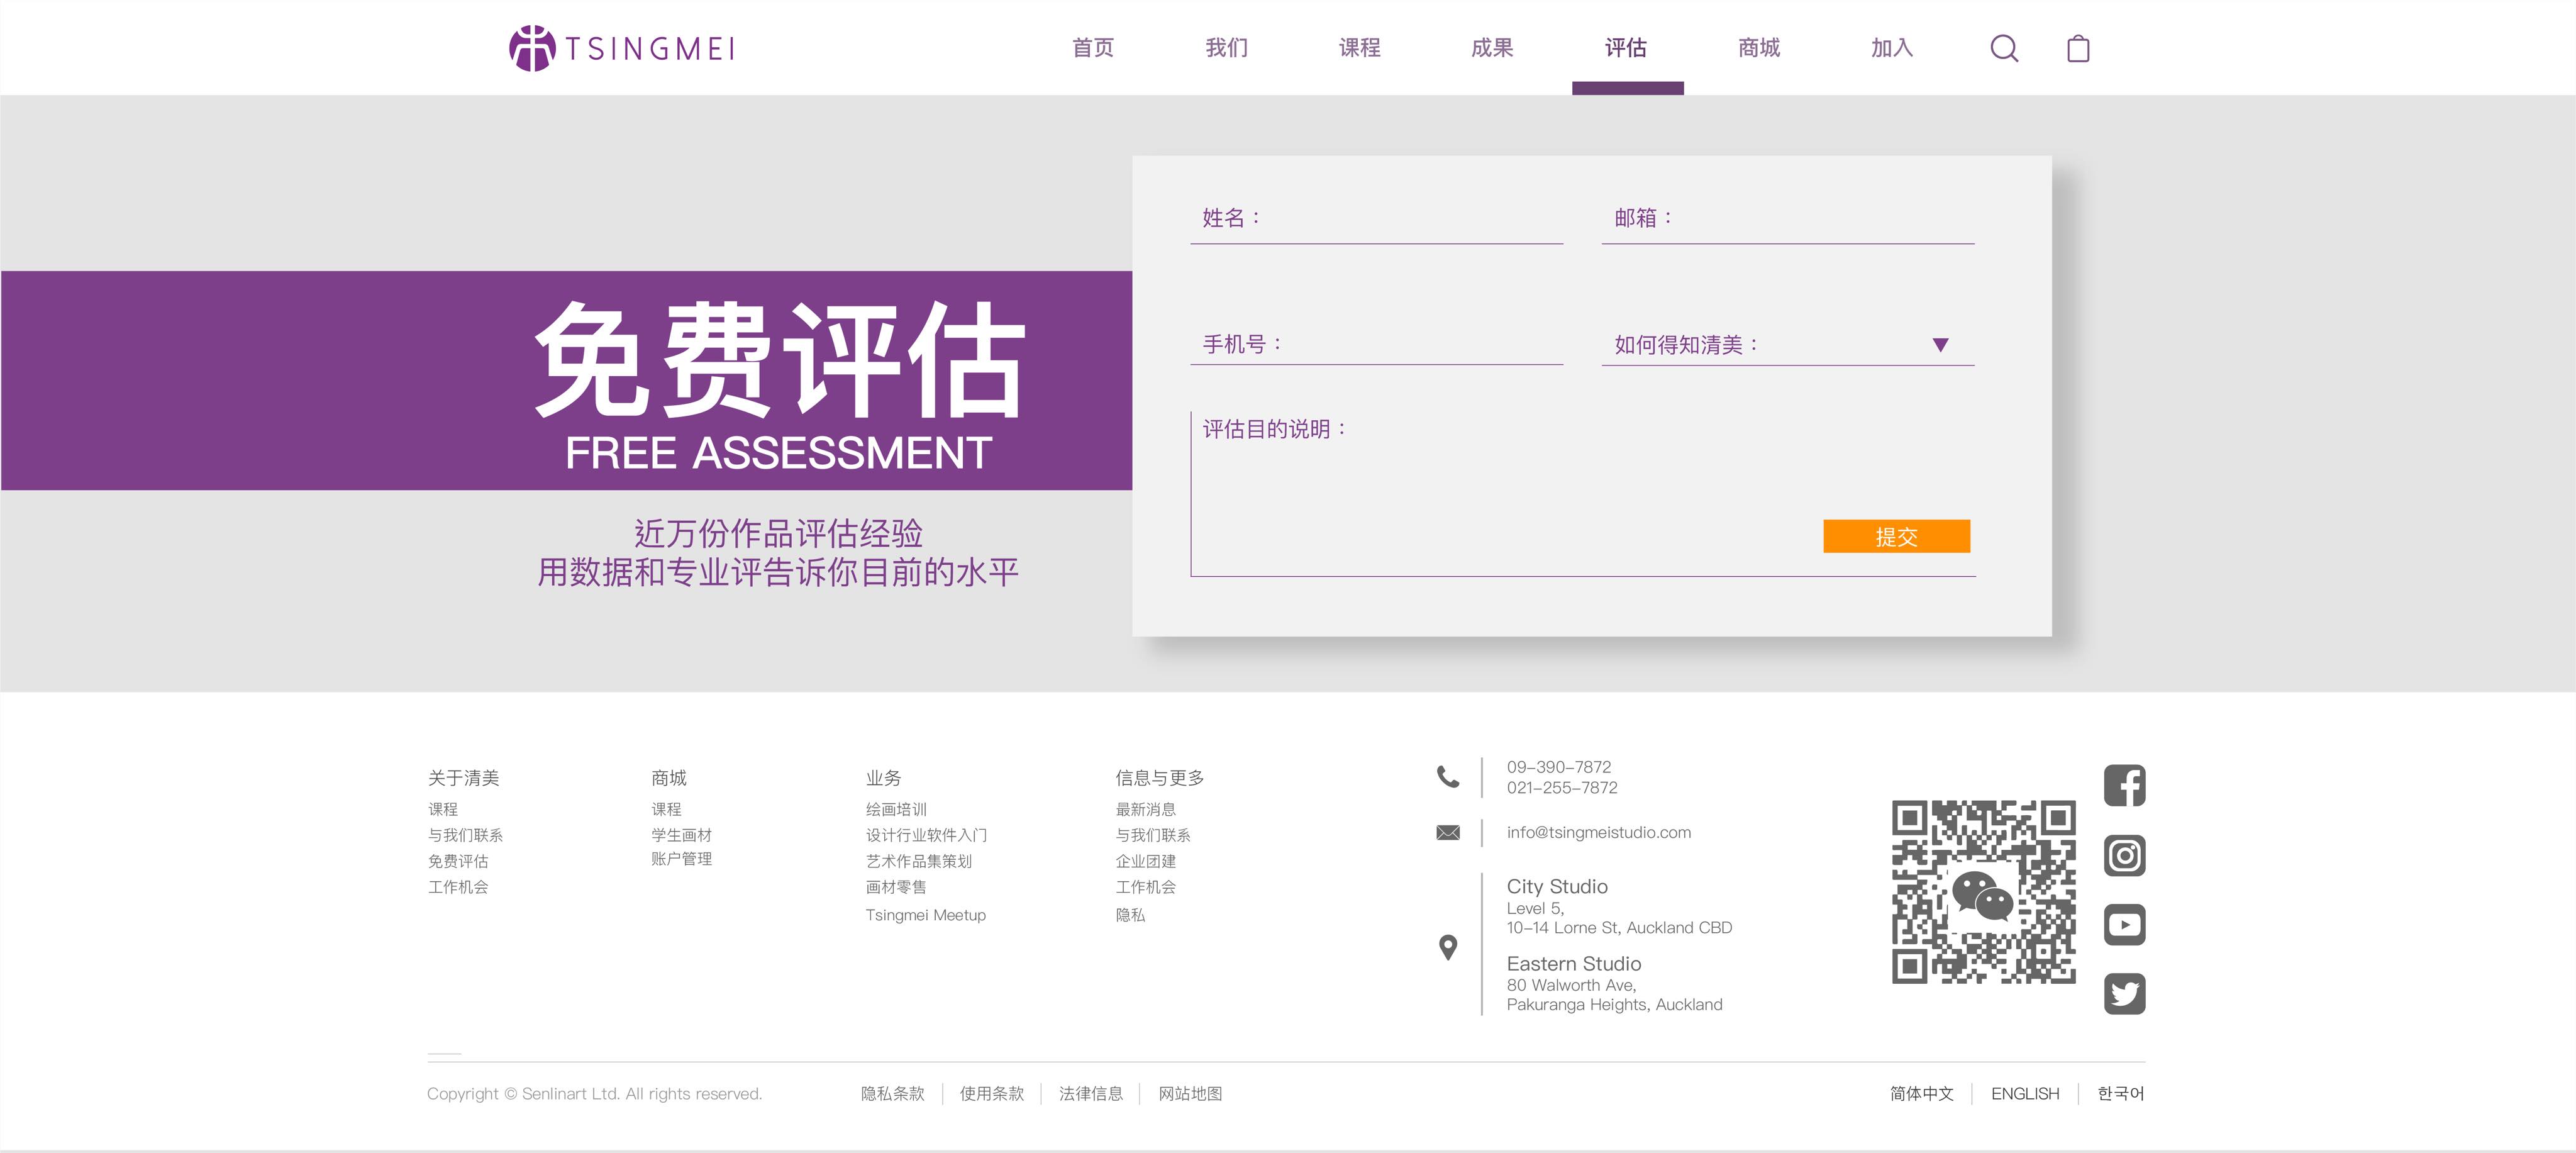 TSINGMEI
首页 我们 课程 成果 评估 商城 加入
姓名：
邮箱：
手机号：
如何得知清美：
评估目的说明：
提交
免费评估
FREE ASSESSMENT
近万份作品评估经验
用数据和专业评告诉你目前的水平
关于清美
课程
与我们联系
免费评估
工作机会
商城
课程
学生画材
账户管理
业务
绘画培训
设计行业软件入门
艺术作品集策划
画材零售
Tsingmei Meetup
信息与更多
最新消息
与我们联系
企业团建
工作机会
隐私
09-390-7872
021-255-7872
info@tsingmeistudio.com
City Studio
Level 5,
10-14 Lorne St, Auckland CBD
Eastern Studio
80 Walworth Ave,
Pakuranga Heights, Auckland
Copyright © Senlinart Ltd. All rights reserved.
隐私条款 使用条款 法律信息 网站地图
简体中文 ENGLISH 한국어